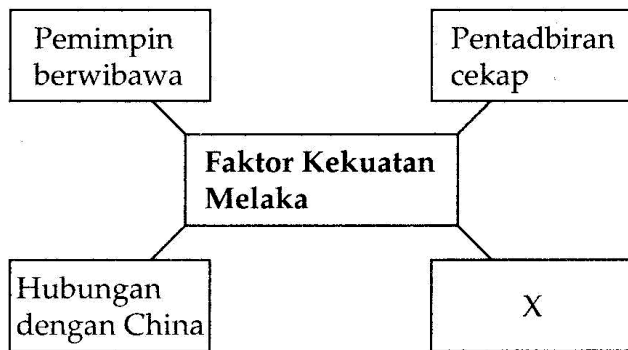 Pemimpin
berwibawa
Pentadbiran
cekap
Faktor Kekuatan
Melaka
Hubungan
dengan China
X